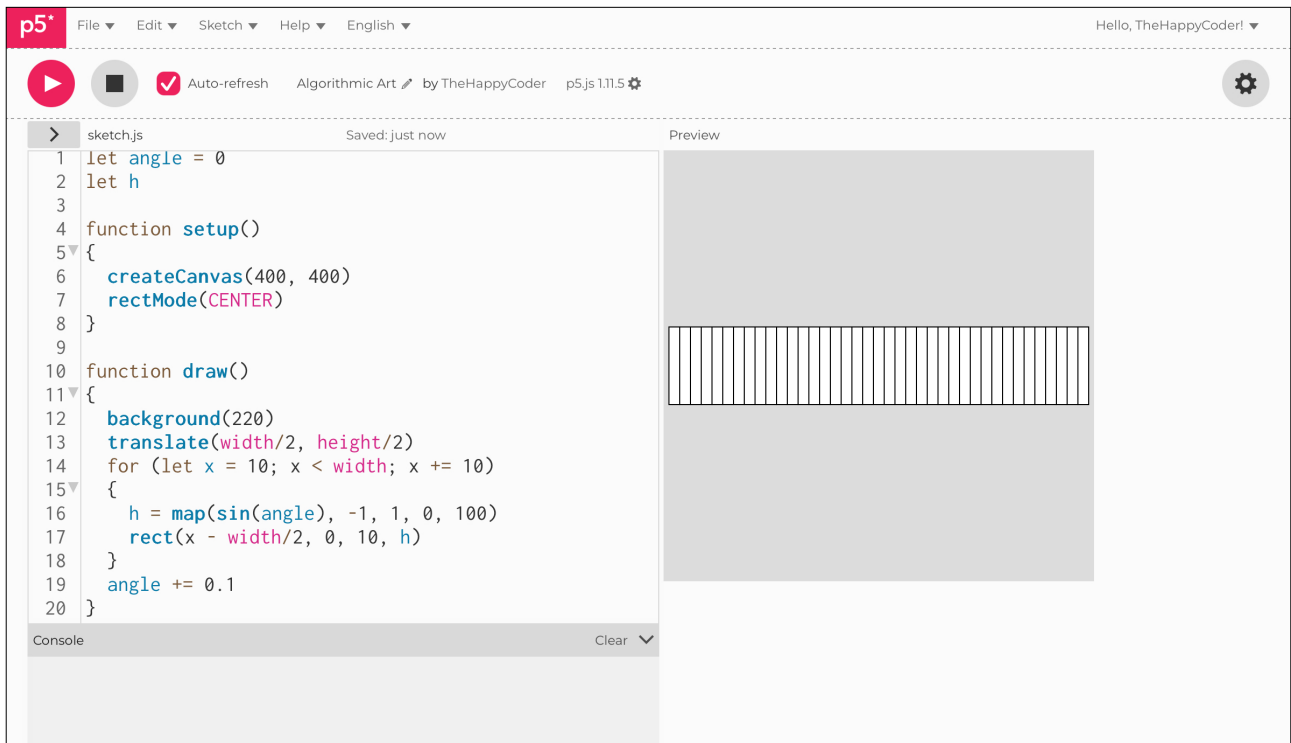 p5* File Edit Sketch Help English Hello, TheHappyCoder!
Auto-refresh Algorithmic Art by TheHappyCoder p5.js 1.11.5
sketch.js Saved: just now Preview
1 let angle = 0
2 let h
3
4 function setup()
5 {
6 createCanvas(400, 400)
7 rectMode(CENTER)
8 }
9
10 function draw()
11 {
12 background(220)
13 translate(width/2, height/2)
14 for (let x = 10; x < width; x += 10)
15 {
16 h = map(sin(angle), -1, 1, 0, 100)
17 rect(x - width/2, 0, 10, h)
18 }
19 angle += 0.1
20 }
Console Clear